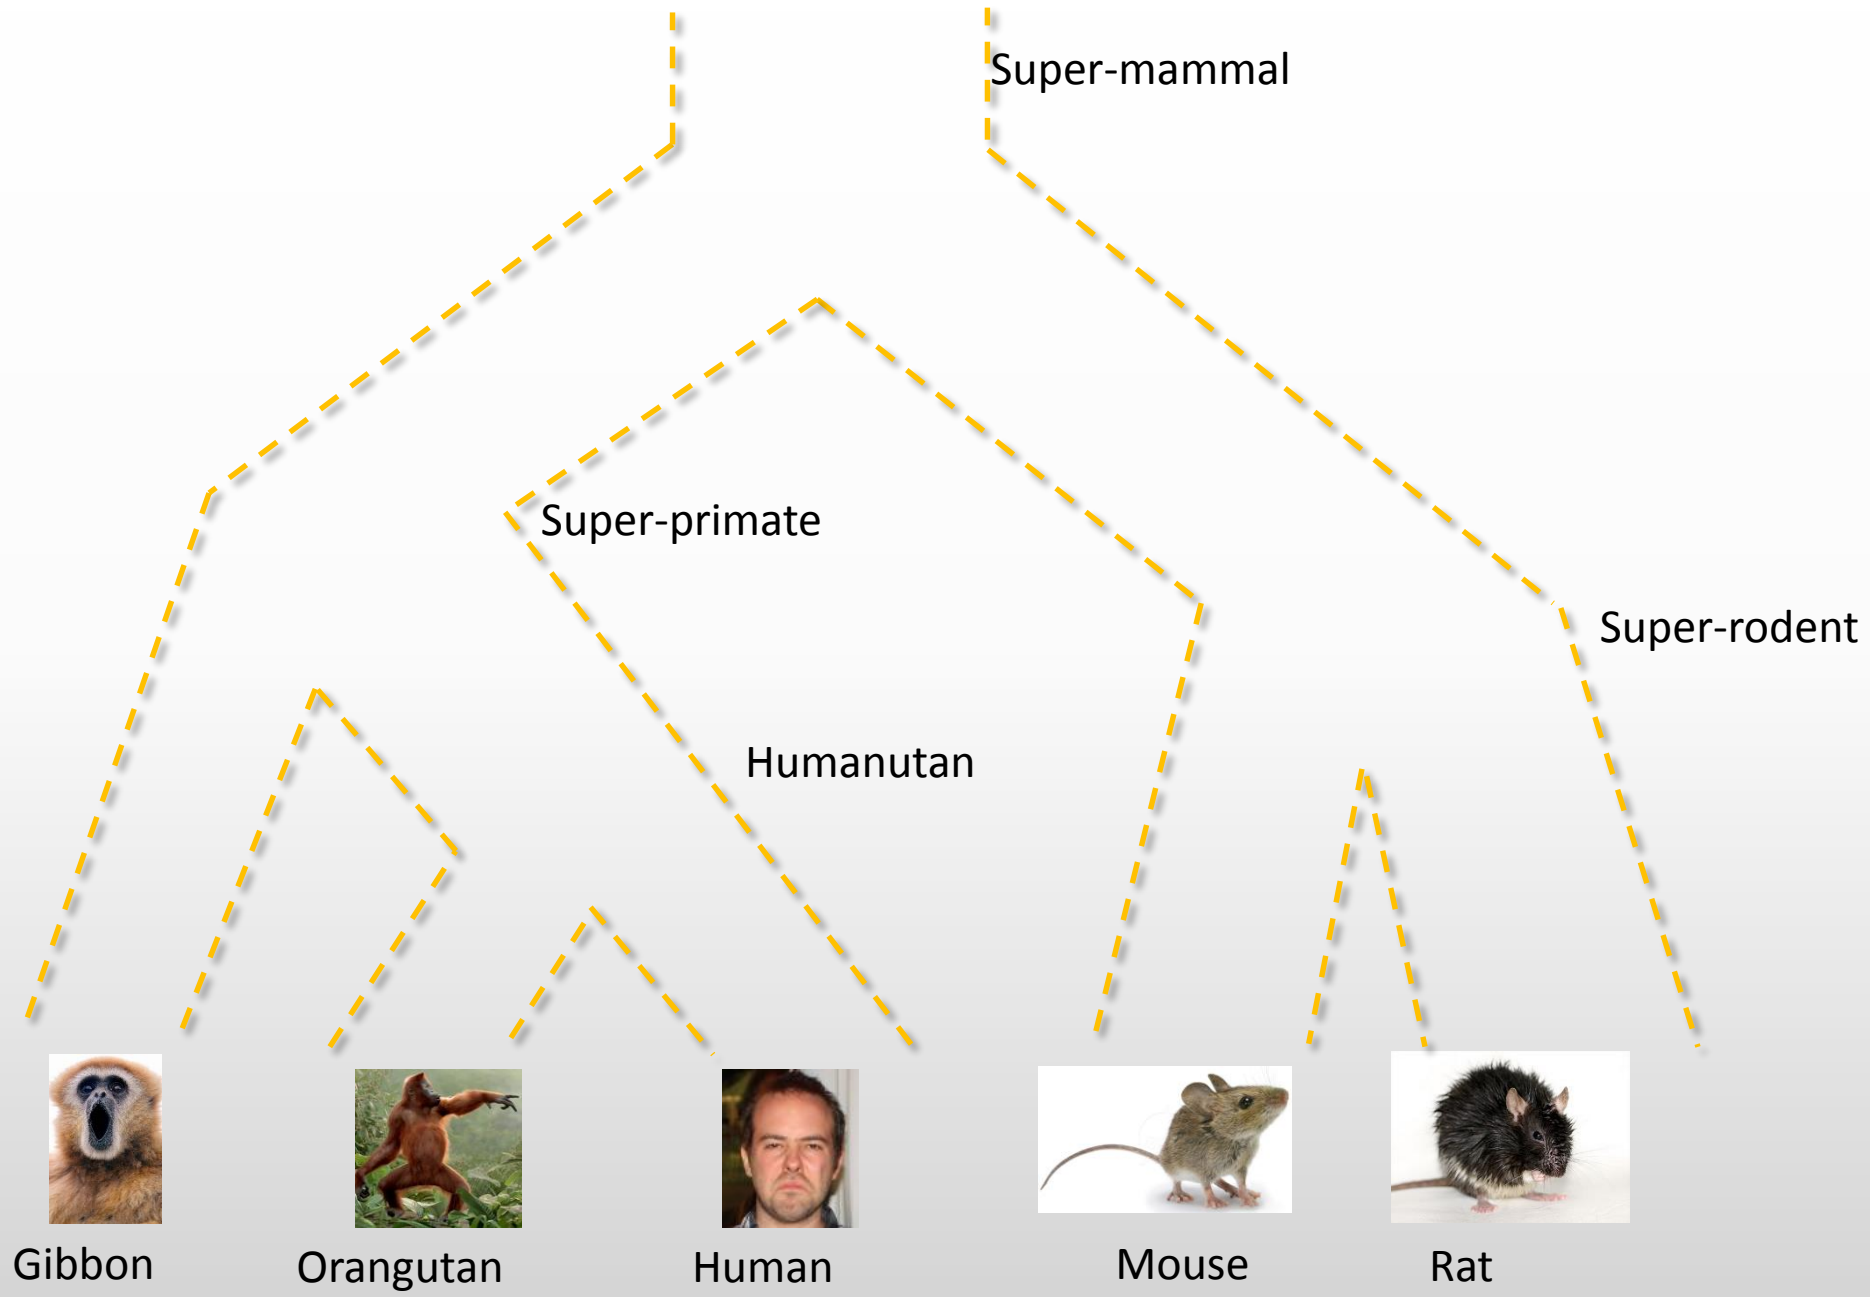 Super-mammal
Super-primate
Super-rodent
Humanutan
Gibbon
Orangutan
Human
Mouse
Rat